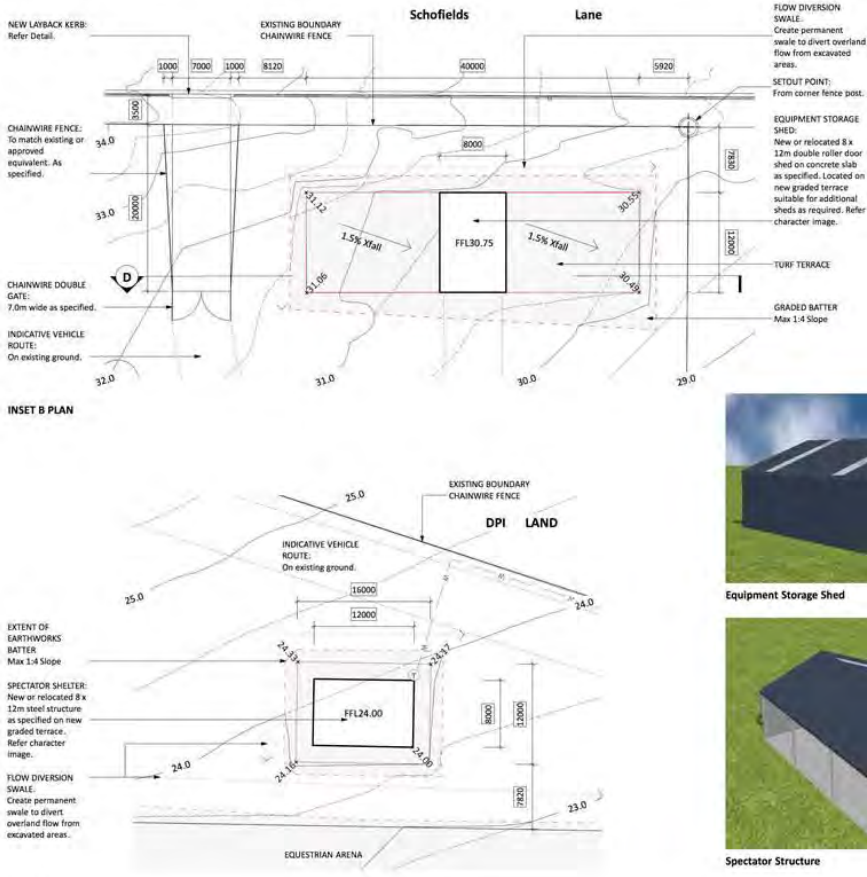 Schofields Lane
NEW LAYBACK KERB:
Refer Detail.
EXISTING BOUNDARY
CHAINWIRE FENCE
FLOW DIVERSION
SWALE.
Create permanent
swale to divert overland
flow from excavated
areas.
1000
7000
1000
8120
40000
5920
SETOUT POINT:
From corner fence post.
3500
CHAINWIRE FENCE:
To match existing or
approved
equivalent. As
specified.
34.0
33.0
20000
8000
7830
12000
EQUIPMENT STORAGE
SHED:
New or relocated 8 x
12m double roller door
shed on concrete slab
as specified. Located on
new graded terrace
suitable for additional
sheds as required. Refer
character image.
31.12
30.55
1.5% Xfall
FFL30.75
1.5% Xfall
31.06
30.49
TURF TERRACE
D
CHAINWIRE DOUBLE
GATE:
7.0m wide as specified.
GRADED BATTER
Max 1:4 Slope
INDICATIVE VEHICLE
ROUTE:
On existing ground.
32.0
31.0
30.0
29.0
INSET B PLAN
EXISTING BOUNDARY
CHAINWIRE FENCE
25.0
DPI LAND
INDICATIVE VEHICLE
ROUTE:
On existing ground.
25.0
24.0
16000
12000
EXTENT OF
EARTHWORKS
BATTER
Max 1:4 Slope
24.33
24.17
SPECTATOR SHELTER:
New or relocated 8 x
12m steel structure
as specified on new
graded terrace.
Refer character
image.
FFL24.00
8000
12000
24.16
24.00
24.0
FLOW DIVERSION
SWALE.
Create permanent
swale to divert
overland flow from
excavated areas.
7820
23.0
EQUESTRIAN ARENA
Equipment Storage Shed
Spectator Structure